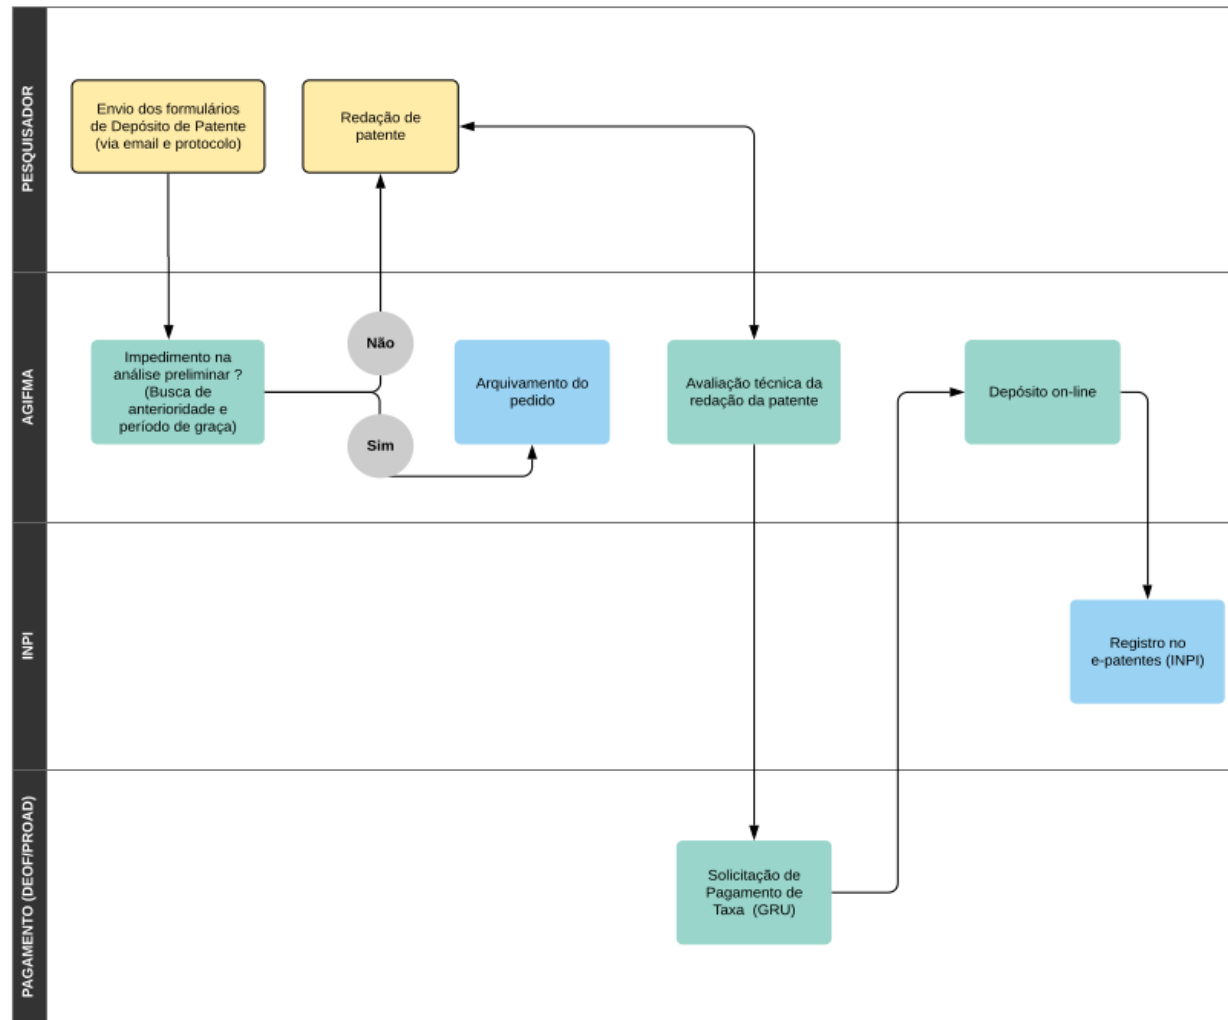 PESQUISADOR
Envio dos formulários
de Depósito de Patente
(via email e protocolo)
Redação de
patente
AGIFMA
Impedimento na
análise preliminar ?
(Busca de
anterioridade e
período de graça)
Não
Sim
Arquivamento do
pedido
Avaliação técnica da
redação da patente
Depósito on-line
INPI
Registro no
e-patentes (INPI)
PAGAMENTO (DEOF/PROAD)
Solicitação de
Pagamento de
Taxa (GRU)